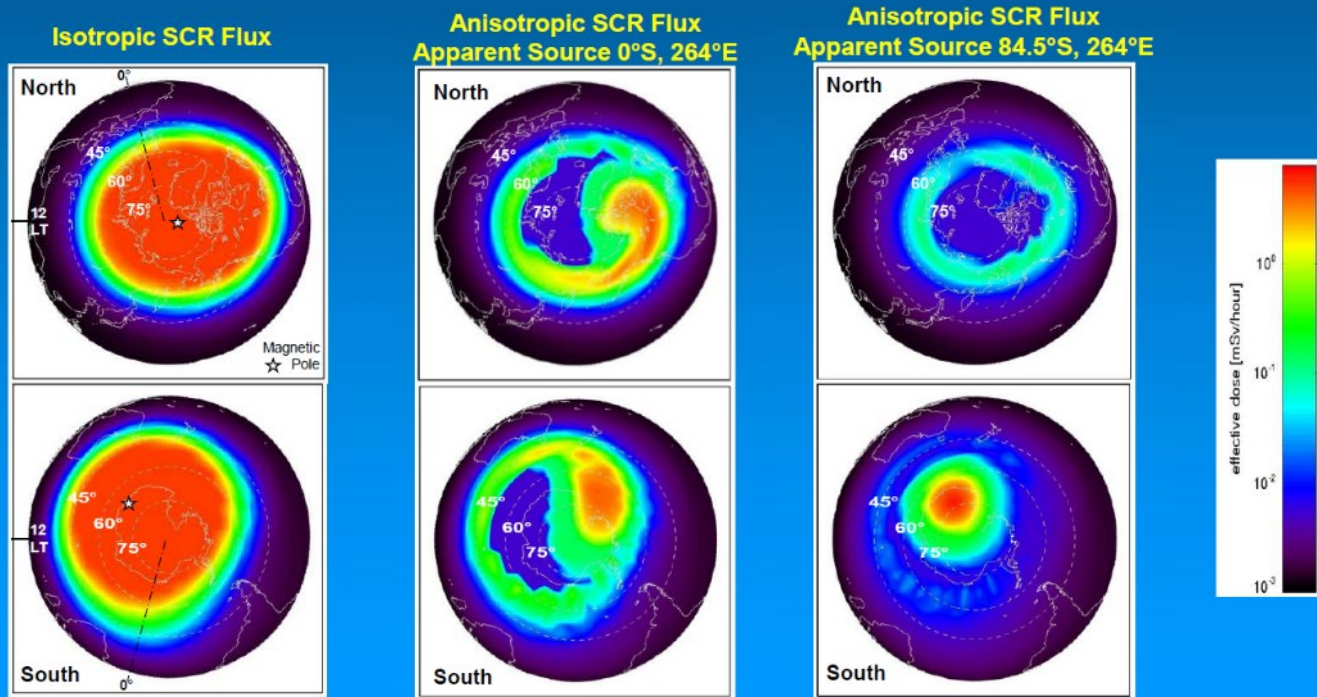 Isotropic SCR Flux
Anisotropic SCR Flux
Apparent Source 0°S, 264°E
Anisotropic SCR Flux
Apparent Source 84.5°S, 264°E
North
0°
45°
60°
75°
12
LT
Magnetic
☆ Pole
North
45°
60°
75°
North
45°
60°
75°
South
0°
45°
60°
75°
12
LT
South
45°
60°
75°
South
45°
60°
75°
effective dose [mSv/hour]
10⁰
10⁻¹
10⁻²
10⁻³